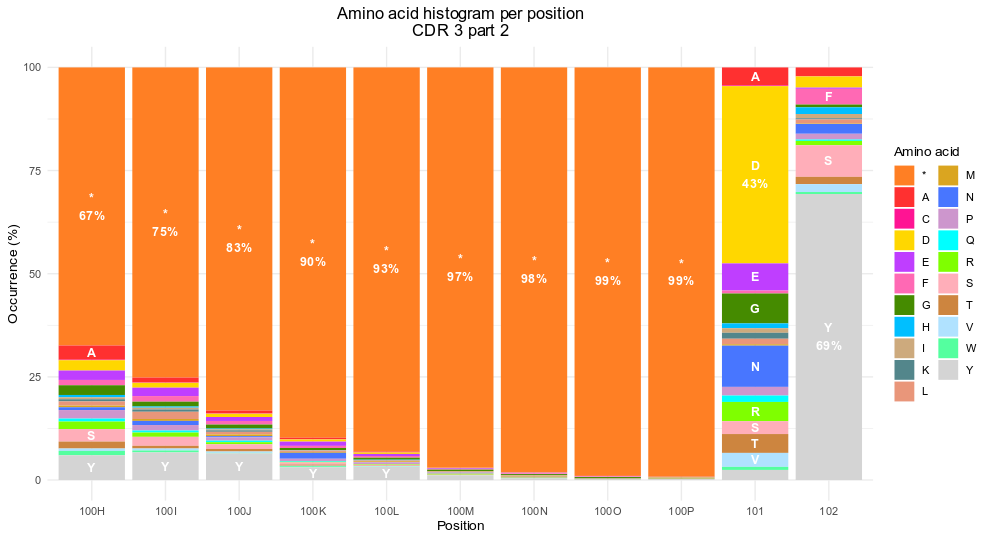 Amino acid histogram per position
CDR 3 part 2
Occurrence (%)
100
75
50
25
0
*
67%
A
S
Y
*
75%
*
83%
*
90%
Y
*
93%
Y
*
97%
*
98%
*
99%
*
99%
A
D
43%
E
G
N
R
S
T
V
F
S
Y
69%
100H 100I 100J 100K 100L 100M 100N 100O 100P 101 102
Position
Amino acid
* M
A N
C P
D Q
E R
F S
G T
H V
I W
K Y
L